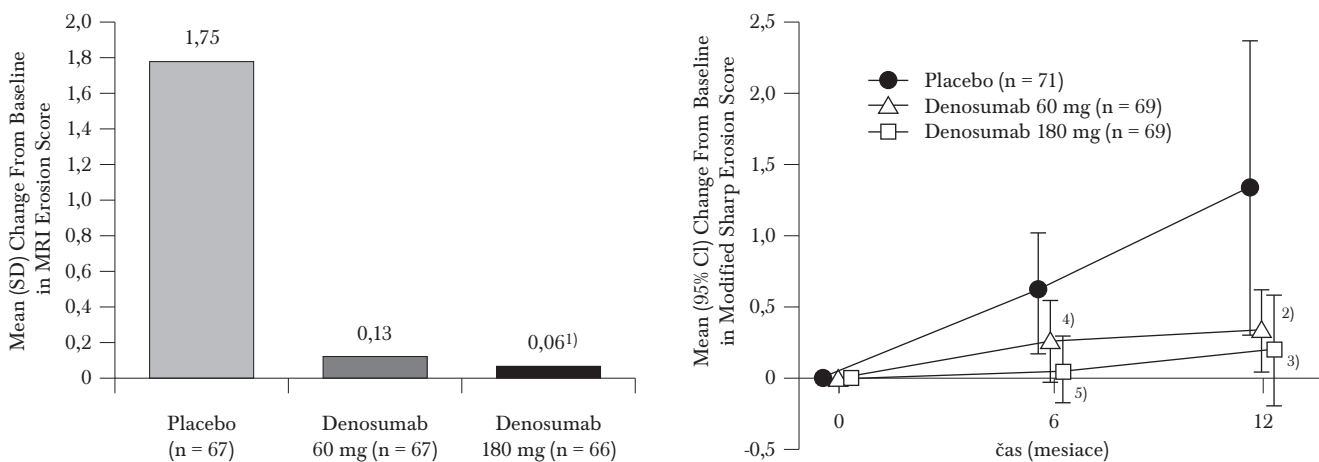 Mean (SD) Change From Baseline
in MRI Erosion Score
2,0
1,8
1,6
1,4
1,2
1,0
0,8
0,6
0,4
0,2
0
1,75
0,13
0,06¹⁾
Placebo
(n = 67)
Denosumab
60 mg (n = 67)
Denosumab
180 mg (n = 66)
Mean (95% Cl) Change From Baseline
in Modified Sharp Erosion Score
2,5
2,0
1,5
1,0
0,5
0
-0,5
Placebo (n = 71)
Denosumab 60 mg (n = 69)
Denosumab 180 mg (n = 69)
4)
5)
2)
3)
0
6
12
čas (mesiace)